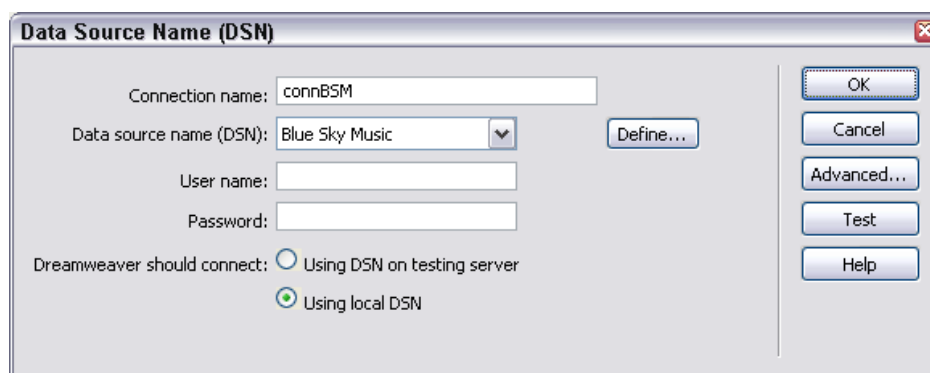 Data Source Name (DSN)
Connection name: connBSM
OK
Data source name (DSN): Blue Sky Music
Define...
Cancel
User name:
Advanced...
Password:
Test
Dreamweaver should connect: Using DSN on testing server
Help
Using local DSN